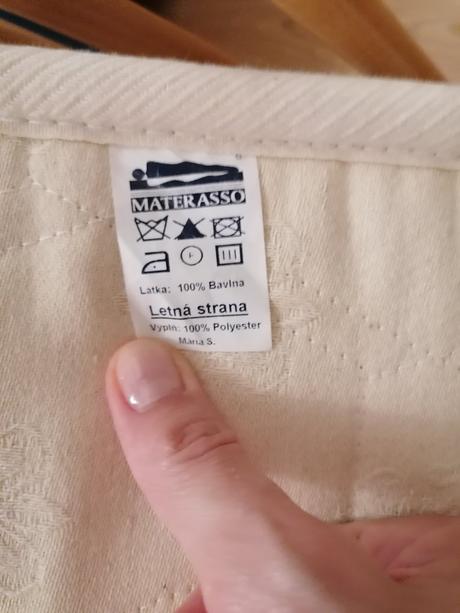 MATERASSO
Látka: 100% Bavlna
Letná strana
Výplň: 100% Polyester
Mária S.